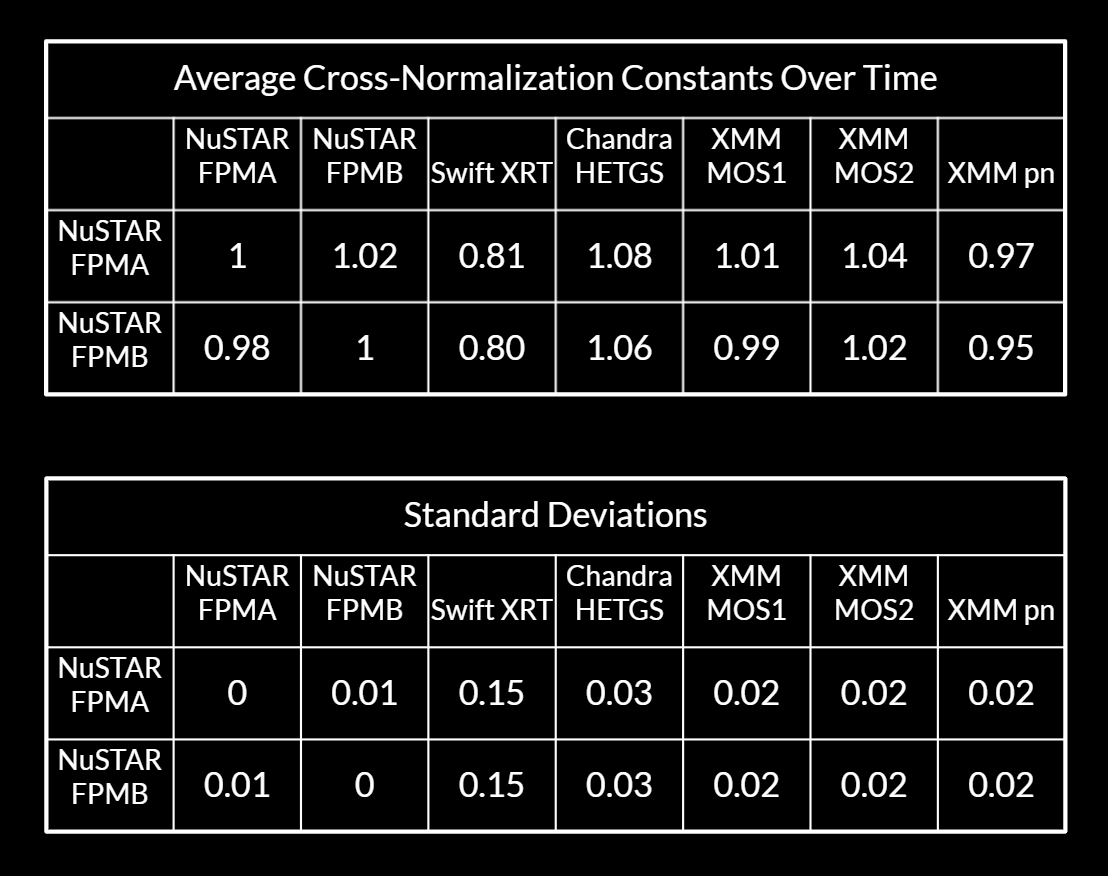 Average Cross-Normalization Constants Over Time
NuSTAR FPMA NuSTAR FPMB Swift XRT Chandra HETGS XMM MOS1 XMM MOS2 XMM pn
NuSTAR FPMA 1 1.02 0.81 1.08 1.01 1.04 0.97
NuSTAR FPMB 0.98 1 0.80 1.06 0.99 1.02 0.95
Standard Deviations
NuSTAR FPMA NuSTAR FPMB Swift XRT Chandra HETGS XMM MOS1 XMM MOS2 XMM pn
NuSTAR FPMA 0 0.01 0.15 0.03 0.02 0.02 0.02
NuSTAR FPMB 0.01 0 0.15 0.03 0.02 0.02 0.02